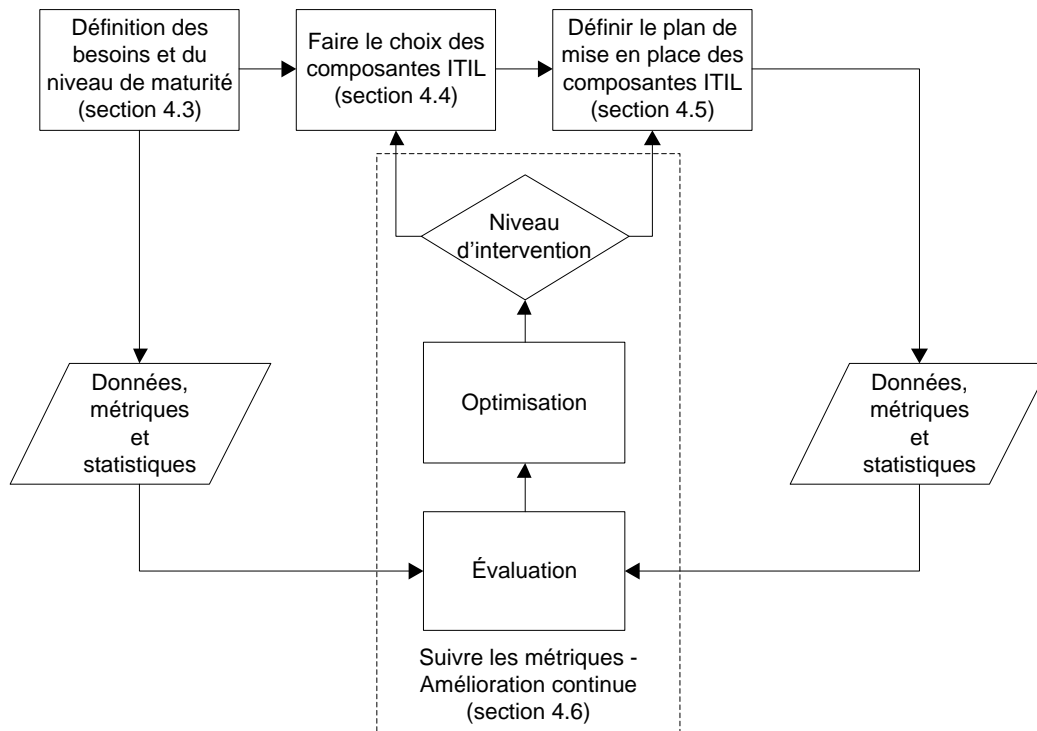 Définition des
besoins et du
niveau de maturité
(section 4.3)
Faire le choix des
composantes ITIL
(section 4.4)
Définir le plan de
mise en place des
composantes ITIL
(section 4.5)
Niveau
d'intervention
Données,
métriques
et
statistiques
Optimisation
Données,
métriques
et
statistiques
Évaluation
Suivre les métriques -
Amélioration continue
(section 4.6)